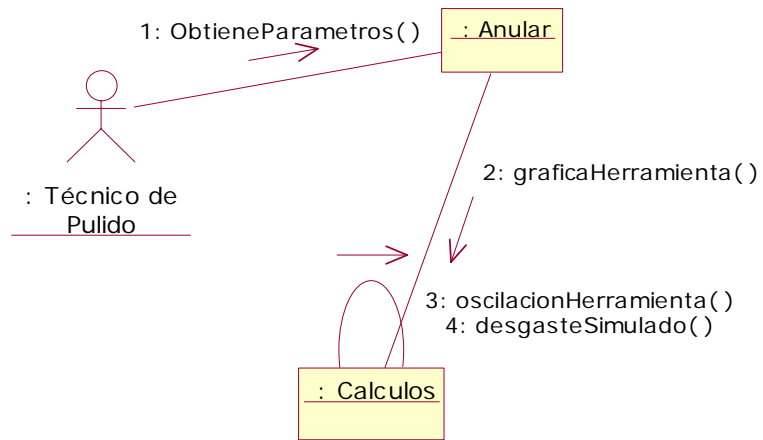 1: ObtieneParametros()
: Anular
: Técnico de
Pulido
2: graficaHerramienta()
3: oscilacionHerramienta()
4: desgasteSimulado()
: Calculos